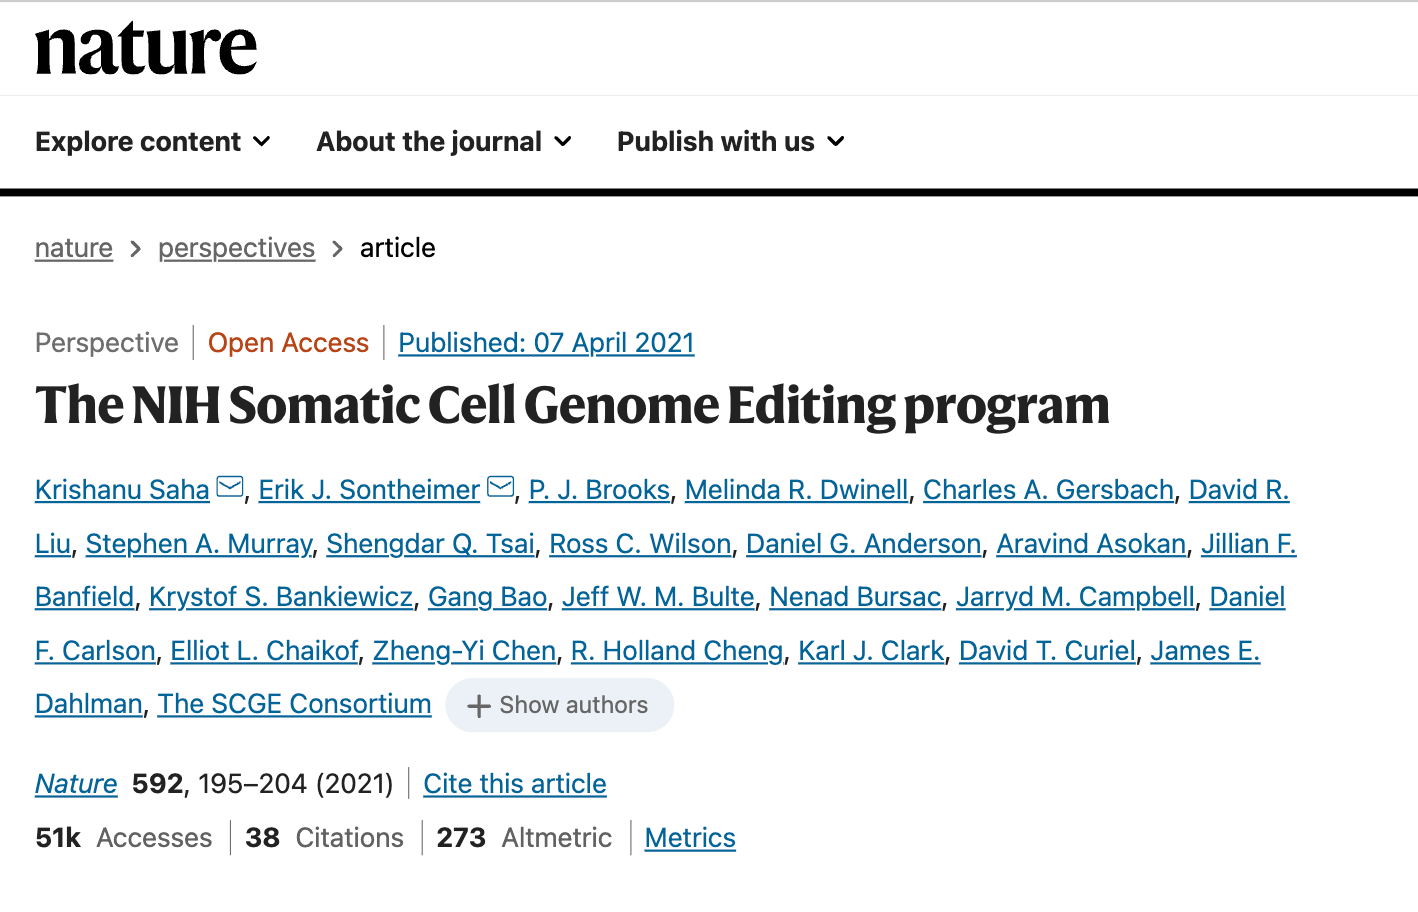 nature
Explore content About the journal Publish with us
nature > perspectives > article
Perspective | Open Access | Published: 07 April 2021
The NIH Somatic Cell Genome Editing program
Krishanu Saha, Erik J. Sontheimer, P. J. Brooks, Melinda R. Dwinell, Charles A. Gersbach, David R.
Liu, Stephen A. Murray, Shengdar Q. Tsai, Ross C. Wilson, Daniel G. Anderson, Aravind Asokan, Jillian F.
Banfield, Krystof S. Bankiewicz, Gang Bao, Jeff W. M. Bulte, Nenad Bursac, Jarryd M. Campbell, Daniel
F. Carlson, Elliot L. Chaikof, Zheng-Yi Chen, R. Holland Cheng, Karl J. Clark, David T. Curiel, James E.
Dahlman, The SCGE Consortium + Show authors
Nature 592, 195–204 (2021) | Cite this article
51k Accesses | 38 Citations | 273 Altmetric | Metrics